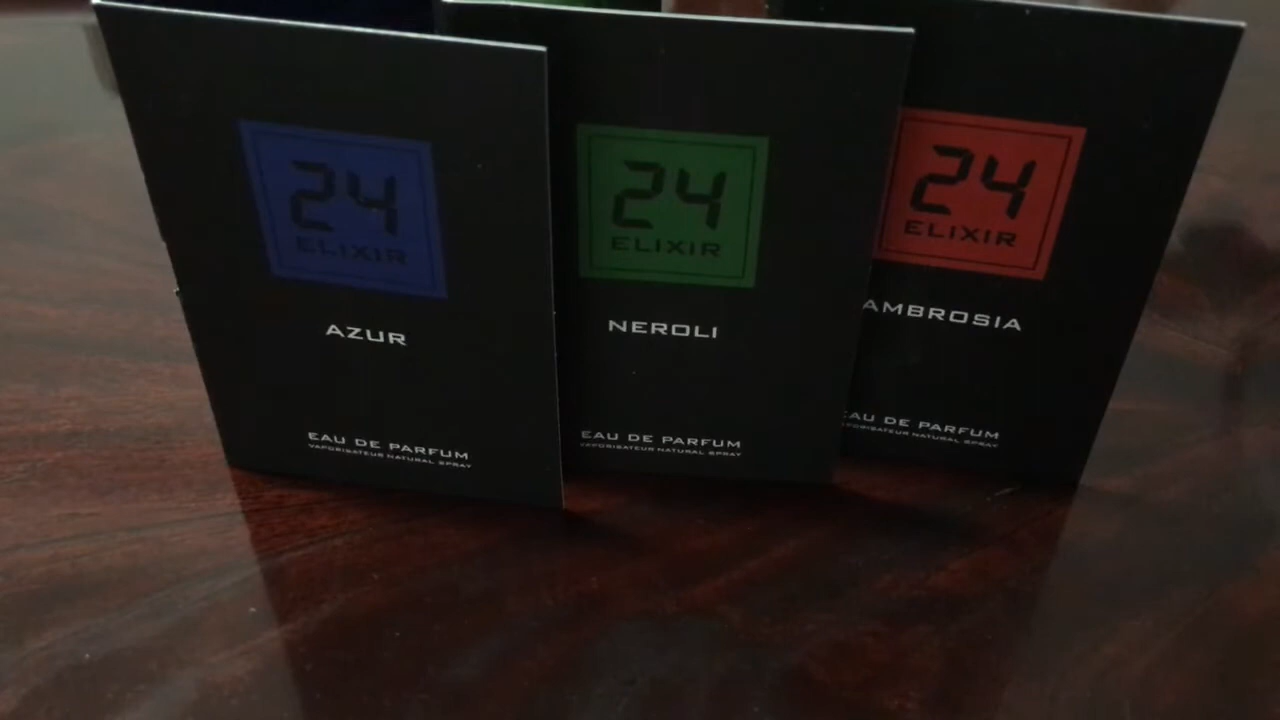 24
ELIXIR
AZUR
EAU DE PARFUM
VAPORISATEUR NATURAL SPRAY
24
ELIXIR
NEROLI
EAU DE PARFUM
VAPORISATEUR NATURAL SPRAY
24
ELIXIR
AMBROSIA
EAU DE PARFUM
VAPORISATEUR NATURAL SPRAY